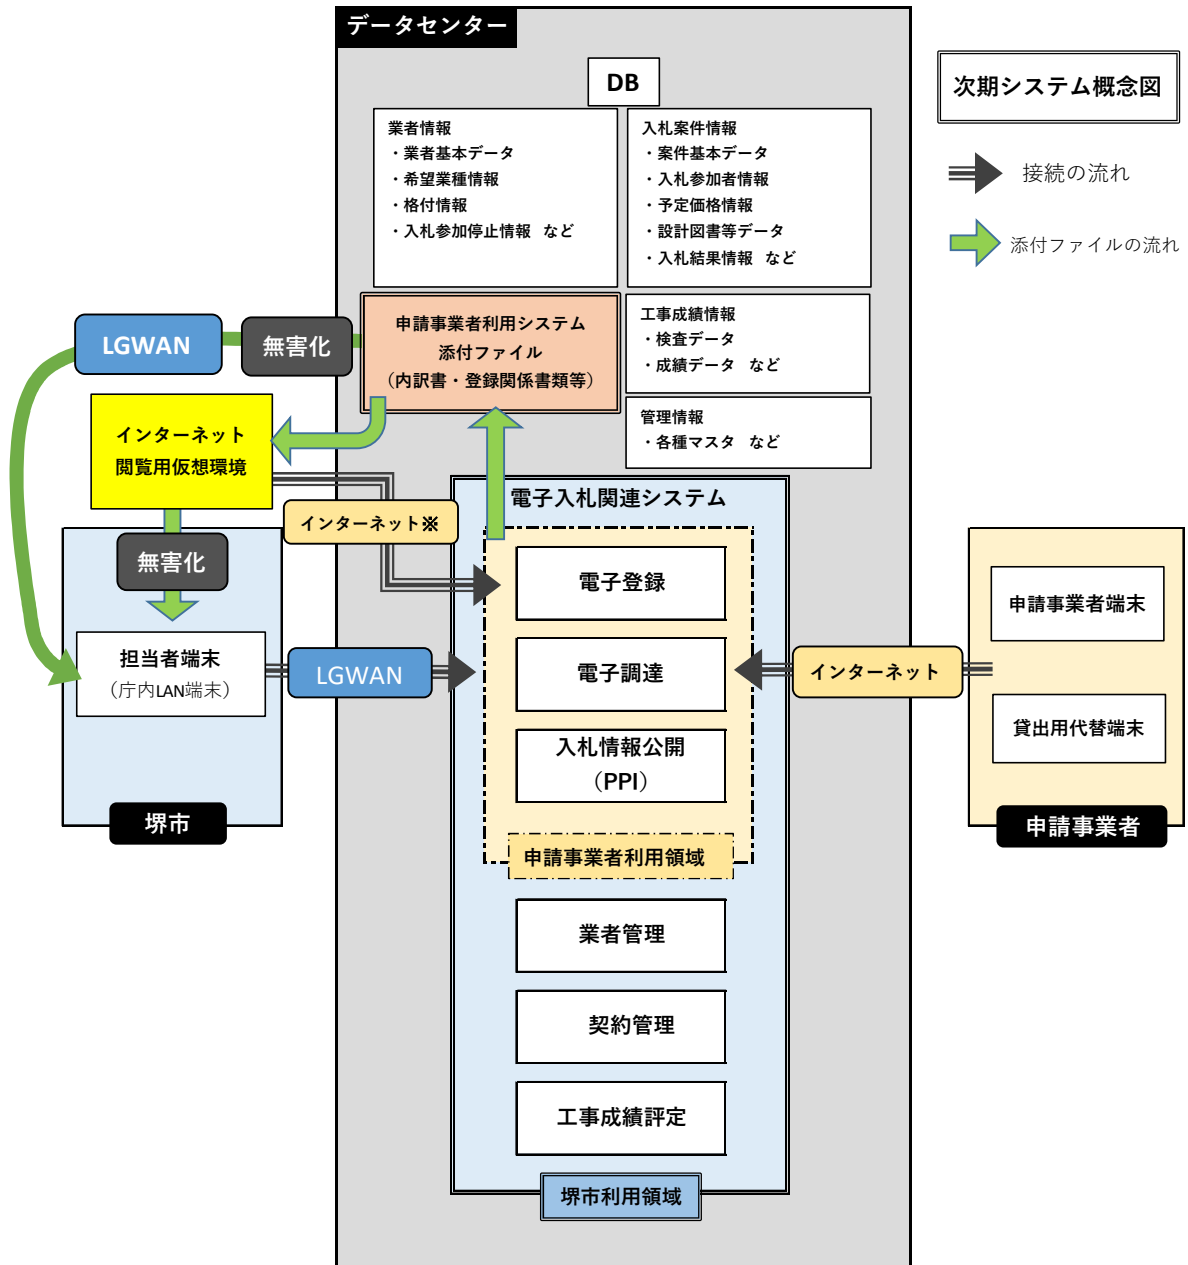 データセンター
次期システム概念図
接続の流れ
添付ファイルの流れ
DB
業者情報
・業者基本データ
・希望業種情報
・格付情報
・入札参加停止情報 など
入札案件情報
・案件基本データ
・入札参加者情報
・予定価格情報
・設計図書等データ
・入札結果情報 など
工事成績情報
・検査データ
・成績データ など
管理情報
・各種マスタ など
申請事業者利用システム
添付ファイル
（内訳書・登録関係書類等）
無害化
LGWAN
インターネット
閲覧用仮想環境
インターネット※
無害化
担当者端末
（庁内LAN端末）
堺市
LGWAN
電子入札関連システム
電子登録
電子調達
入札情報公開
（PPI）
申請事業者利用領域
業者管理
契約管理
工事成績評定
堺市利用領域
インターネット
申請事業者端末
貸出用代替端末
申請事業者